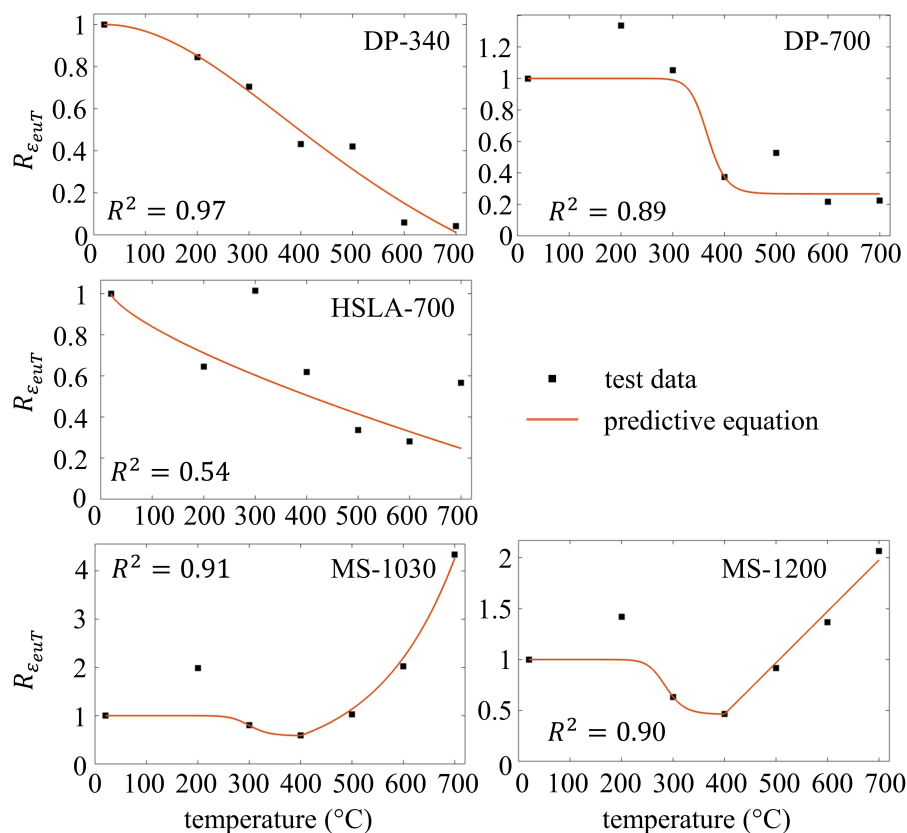 1
0.8
0.6
0.4
0.2
0
R_{ε_{euT}}
DP-340
R² = 0.97
0 100 200 300 400 500 600 700
1.2
1
0.8
0.6
0.4
0.2
0
DP-700
R² = 0.89
0 100 200 300 400 500 600 700
1
0.8
0.6
0.4
0.2
0
R_{ε_{euT}}
HSLA-700
R² = 0.54
0 100 200 300 400 500 600 700
test data
predictive equation
4
3
2
1
0
R_{ε_{euT}}
R² = 0.91
MS-1030
0 100 200 300 400 500 600 700
temperature (°C)
2
1.5
1
0.5
0
MS-1200
R² = 0.90
0 100 200 300 400 500 600 700
temperature (°C)